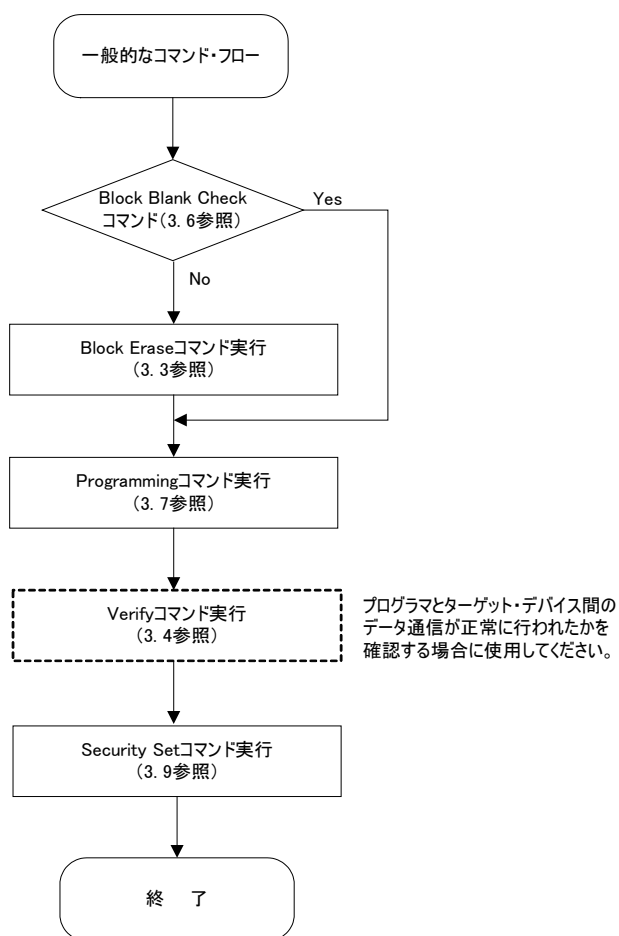 一般的なコマンド・フロー
Block Blank Check
コマンド（3. 6参照）
Yes
No
Block Eraseコマンド実行
（3. 3参照）
Programmingコマンド実行
（3. 7参照）
Verifyコマンド実行
（3. 4参照）
プログラマとターゲット・デバイス間の
データ通信が正常に行われたかを
確認する場合に使用してください。
Security Setコマンド実行
（3. 9参照）
終　了